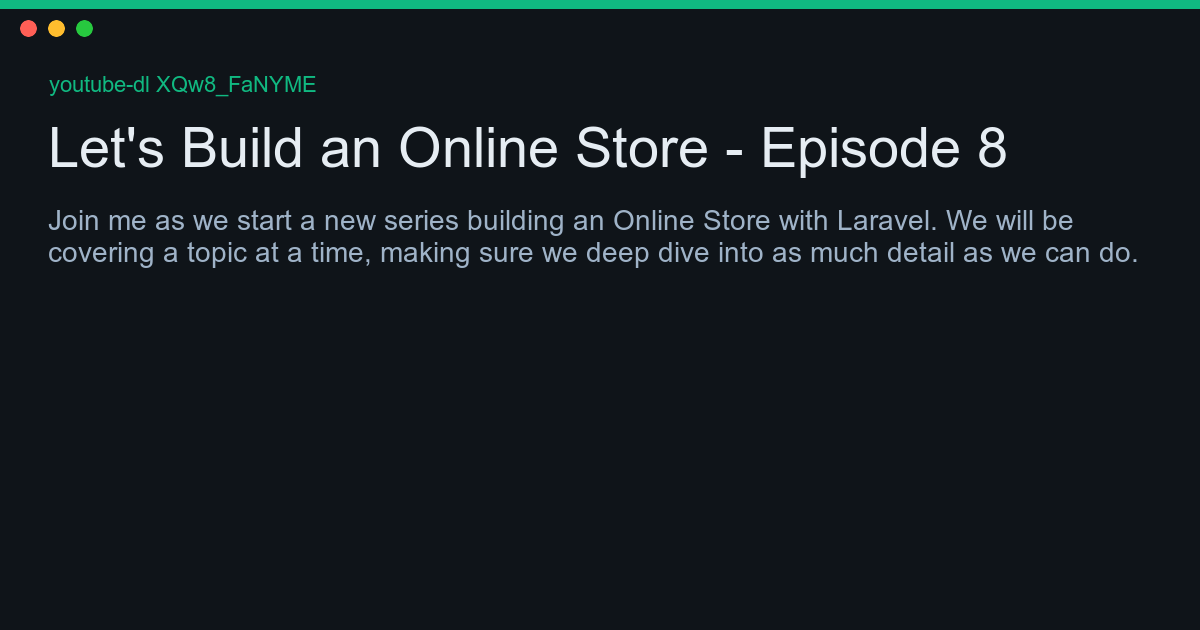 youtube-dl XQw8_FaNYME
Let's Build an Online Store - Episode 8
Join me as we start a new series building an Online Store with Laravel. We will be
covering a topic at a time, making sure we deep dive into as much detail as we can do.